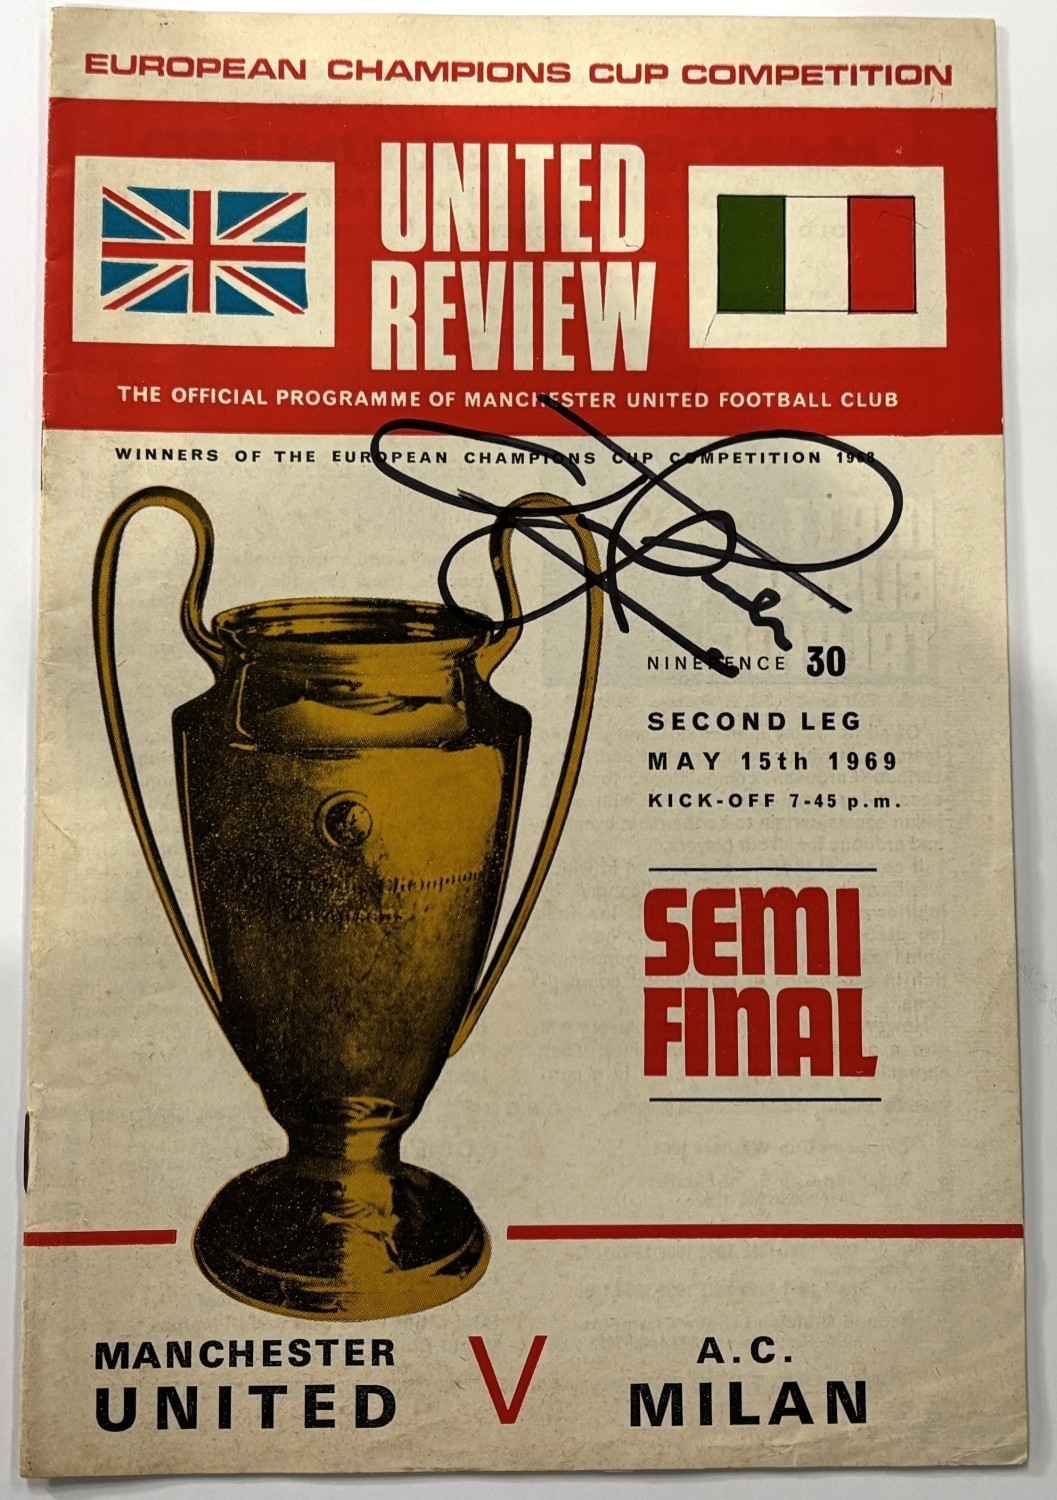 EUROPEAN CHAMPIONS CUP COMPETITION
UNITED
REVIEW
THE OFFICIAL PROGRAMME OF MANCHESTER UNITED FOOTBALL CLUB
WINNERS OF THE EUROPEAN CHAMPIONS CUP COMPETITION 1968
NINEPENCE 30
SECOND LEG
MAY 15th 1969
KICK-OFF 7-45 p.m.
SEMI
FINAL
MANCHESTER
UNITED
V
A.C.
MILAN